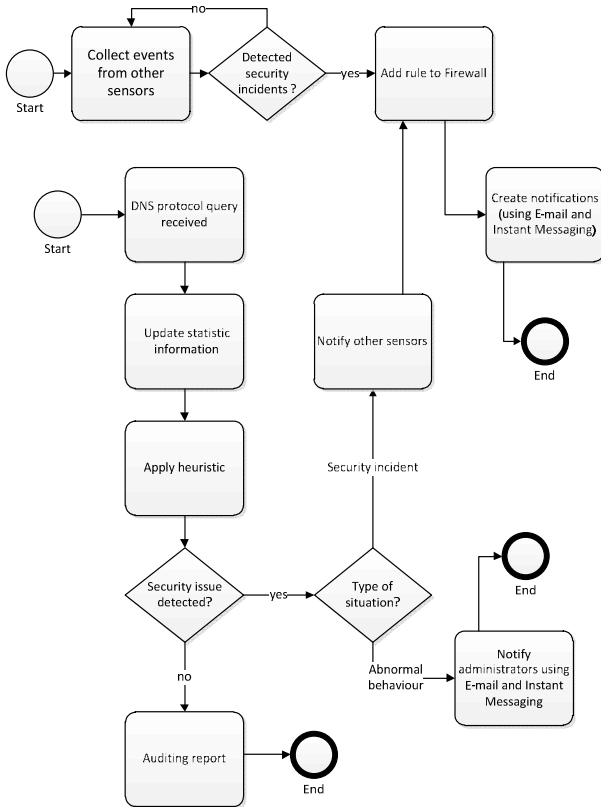 no
Collect events
from other
sensors
Detected
security
incidents ?
yes
Add rule to Firewall
Start
DNS protocol query
received
Create notifications
(using E-mail and
Instant Messaging)
Start
Update statistic
information
Notify other sensors
End
Apply heuristic
Security incident
Security issue
detected?
yes
Type of
situation?
End
no
Abnormal
behaviour
Notify
administrators using
E-mail and Instant
Messaging
Auditing report
End